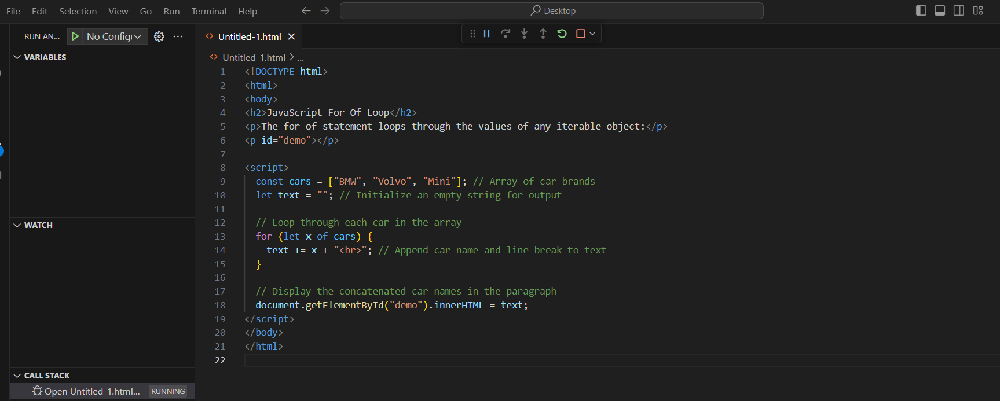 File Edit Selection View Go Run Terminal Help
Desktop
RUN AN... No Config
Untitled-1.html
VARIABLES
Untitled-1.html > ...
1 <!DOCTYPE html>
2 <html>
3 <body>
4 <h2>JavaScript For Of Loop</h2>
5 <p>The for of statement loops through the values of any iterable object:</p>
6 <p id="demo"></p>
7
8 <script>
9 const cars = ["BMW", "Volvo", "Mini"]; // Array of car brands
10 let text = ""; // Initialize an empty string for output
11
12 // Loop through each car in the array
13 for (let x of cars) {
14 text += x + "<br>"; // Append car name and line break to text
15 }
16
17 // Display the concatenated car names in the paragraph
18 document.getElementById("demo").innerHTML = text;
19 </script>
20 </body>
21 </html>
22
WATCH
CALL STACK
Open Untitled-1.html... RUNNING